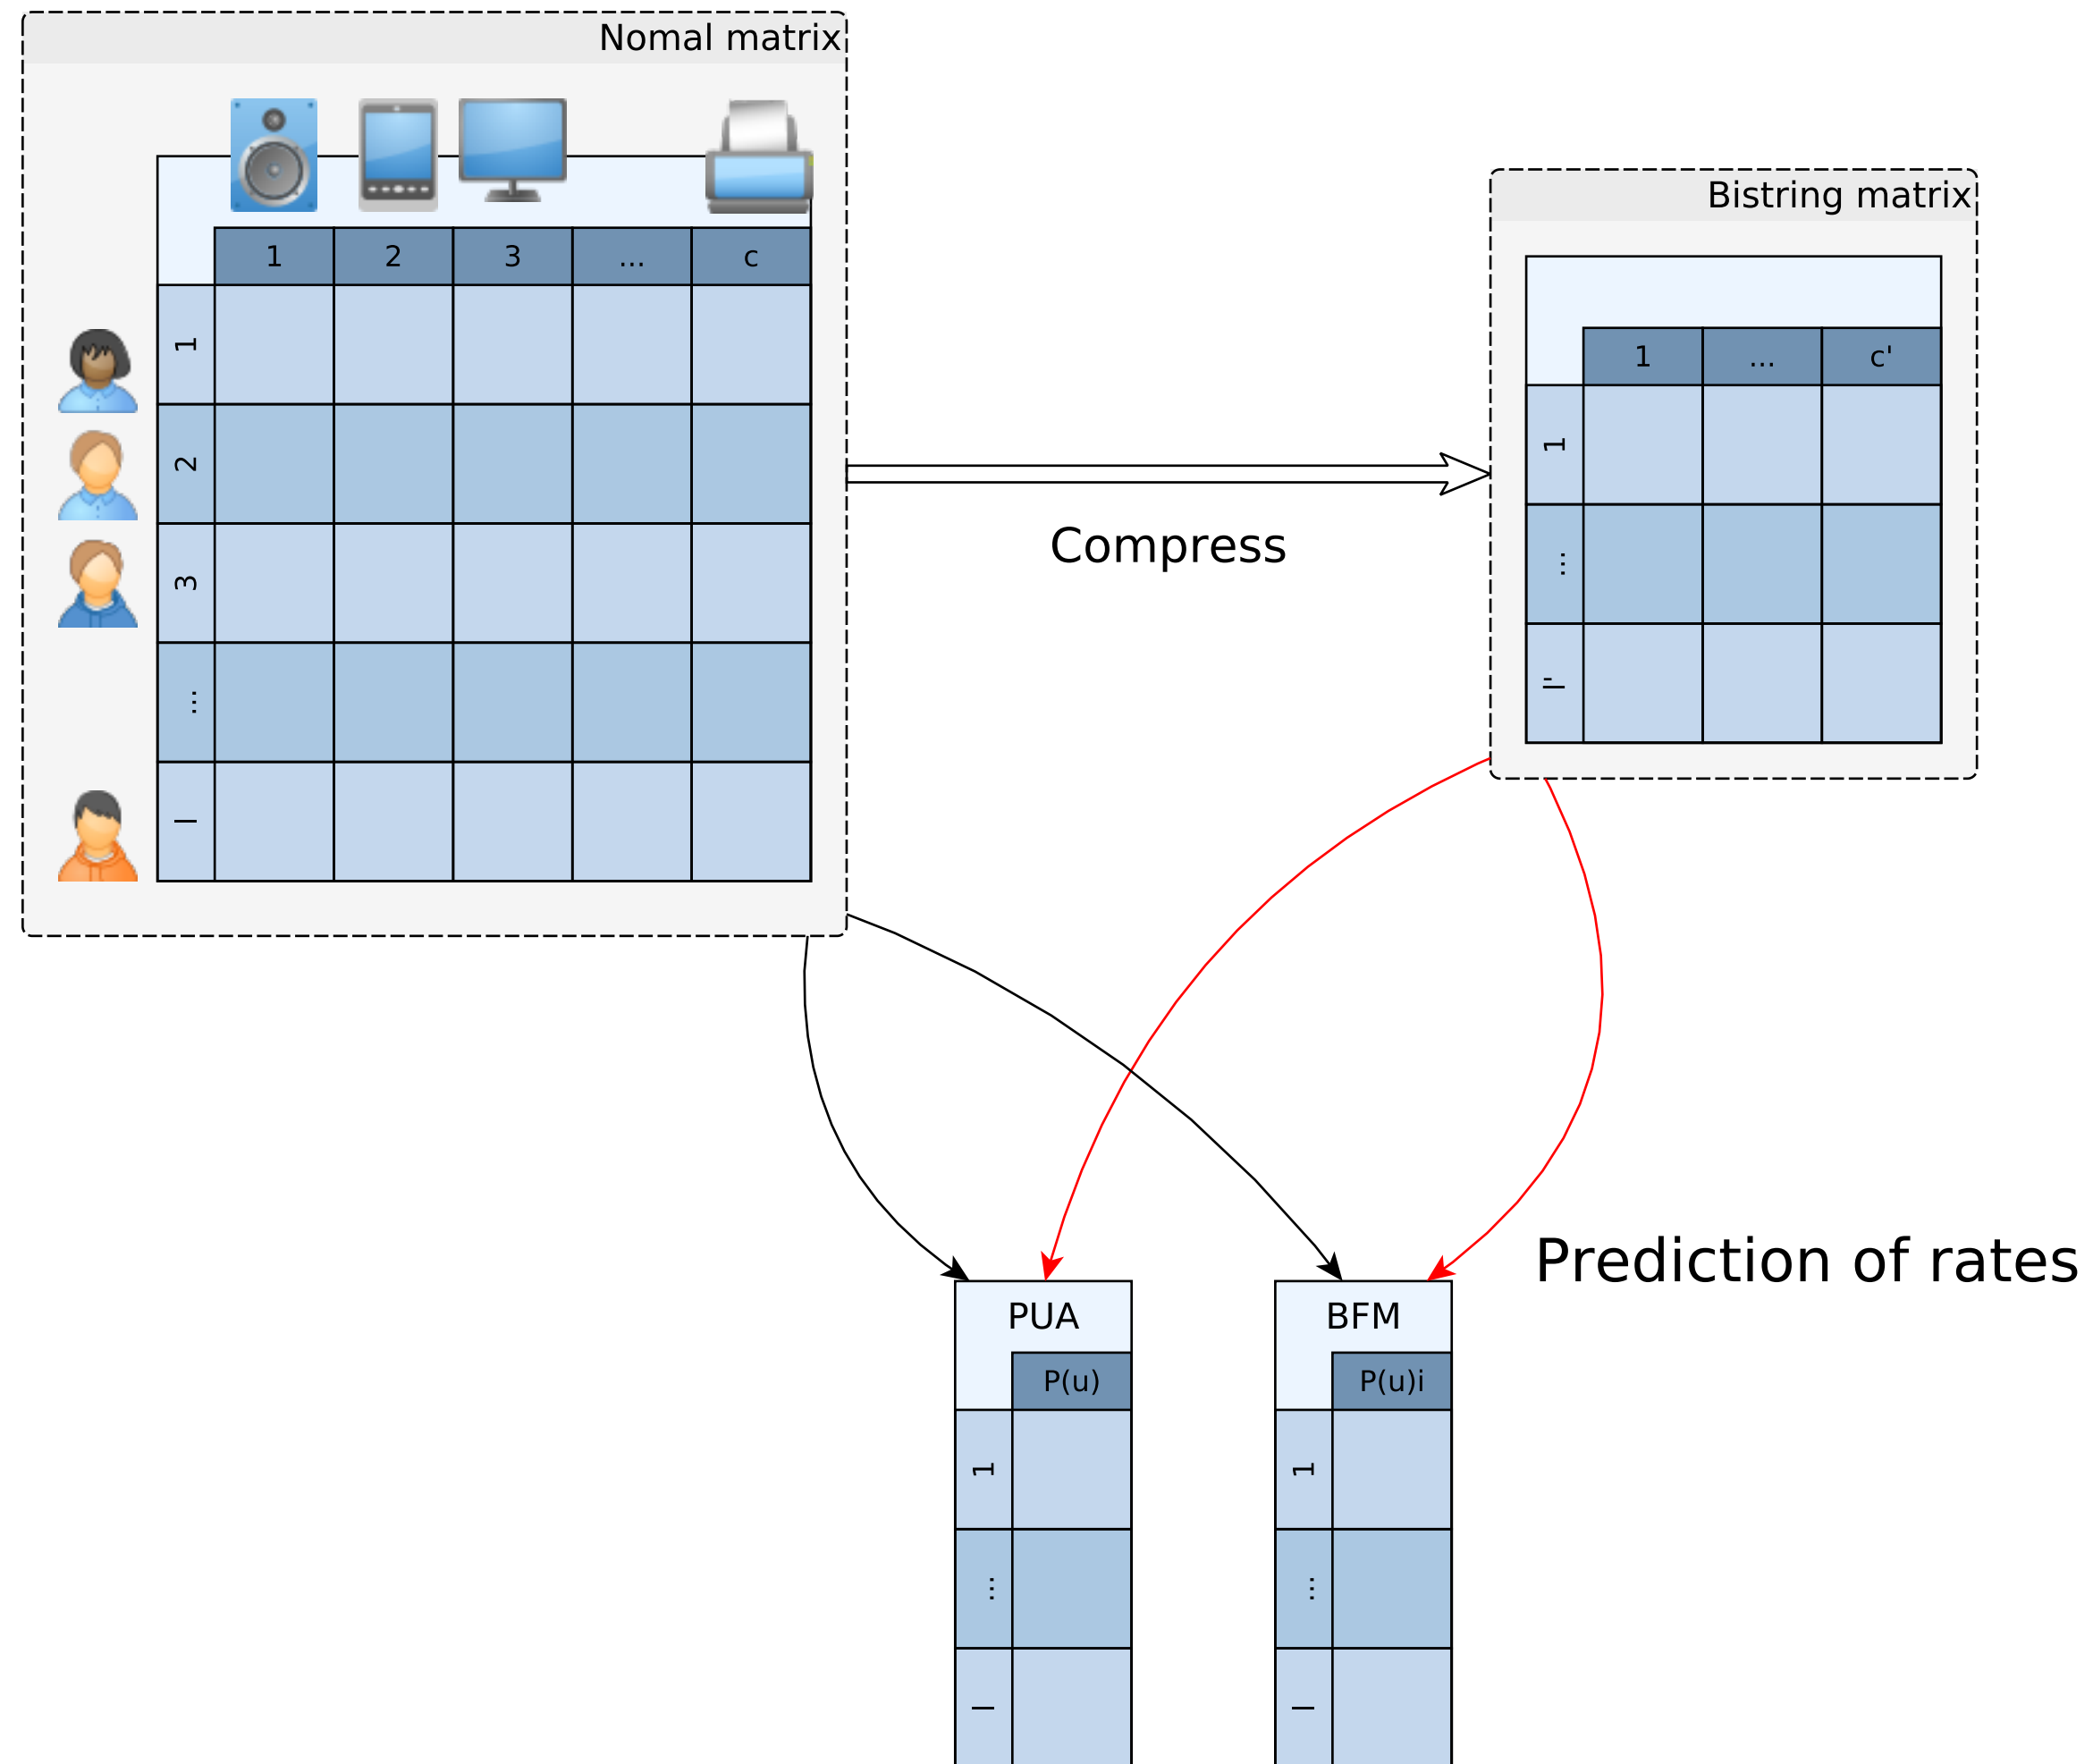 Nomal matrix
1 2 3 ... c
1
2
3
...
l
Compress
Bistring matrix
1 ... c'
1
...
l'
Prediction of rates
PUA
P(u)
1
...
l
BFM
P(u)i
1
...
l